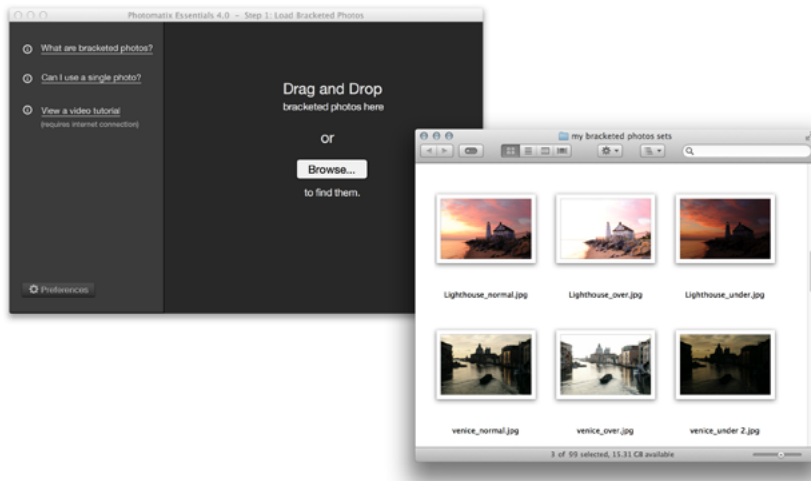 Photomatix Essentials 4.0 - Step 1: Load Bracketed Photos
What are bracketed photos?
Can I use a single photo?
View a video tutorial
(requires internet connection)
Drag and Drop
bracketed photos here
or
Browse...
to find them.
Preferences
my bracketed photos sets
Lighthouse_normal.jpg
Lighthouse_over.jpg
Lighthouse_under.jpg
venice_normal.jpg
venice_over.jpg
venice_under 2.jpg
3 of 99 selected, 15.31 GB available